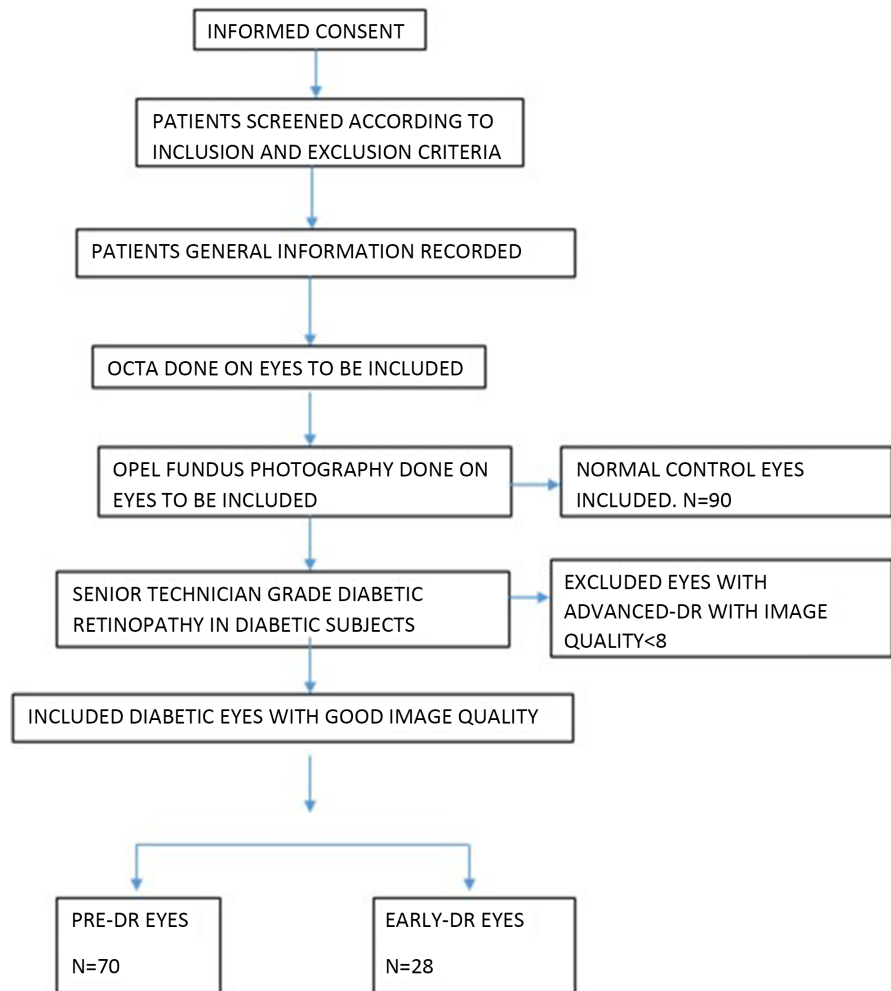 INFORMED CONSENT
PATIENTS SCREENED ACCORDING TO
INCLUSION AND EXCLUSION CRITERIA
PATIENTS GENERAL INFORMATION RECORDED
OCTA DONE ON EYES TO BE INCLUDED
OPEL FUNDUS PHOTOGRAPHY DONE ON
EYES TO BE INCLUDED
NORMAL CONTROL EYES
INCLUDED. N=90
SENIOR TECHNICIAN GRADE DIABETIC
RETINOPATHY IN DIABETIC SUBJECTS
EXCLUDED EYES WITH
ADVANCED-DR WITH IMAGE
QUALITY<8
INCLUDED DIABETIC EYES WITH GOOD IMAGE QUALITY
PRE-DR EYES
N=70
EARLY-DR EYES
N=28